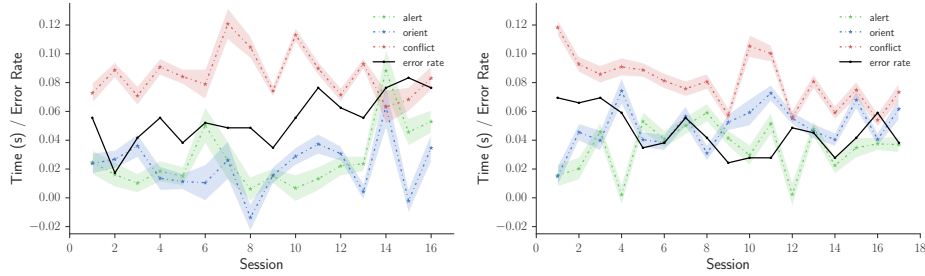 0.12
0.10
0.08
0.06
0.04
0.02
0.00
−0.02
Time (s) / Error Rate
alert
orient
conflict
error rate
0 2 4 6 8 10 12 14 16
Session
0.12
0.10
0.08
0.06
0.04
0.02
0.00
−0.02
Time (s) / Error Rate
alert
orient
conflict
error rate
0 2 4 6 8 10 12 14 16 18
Session